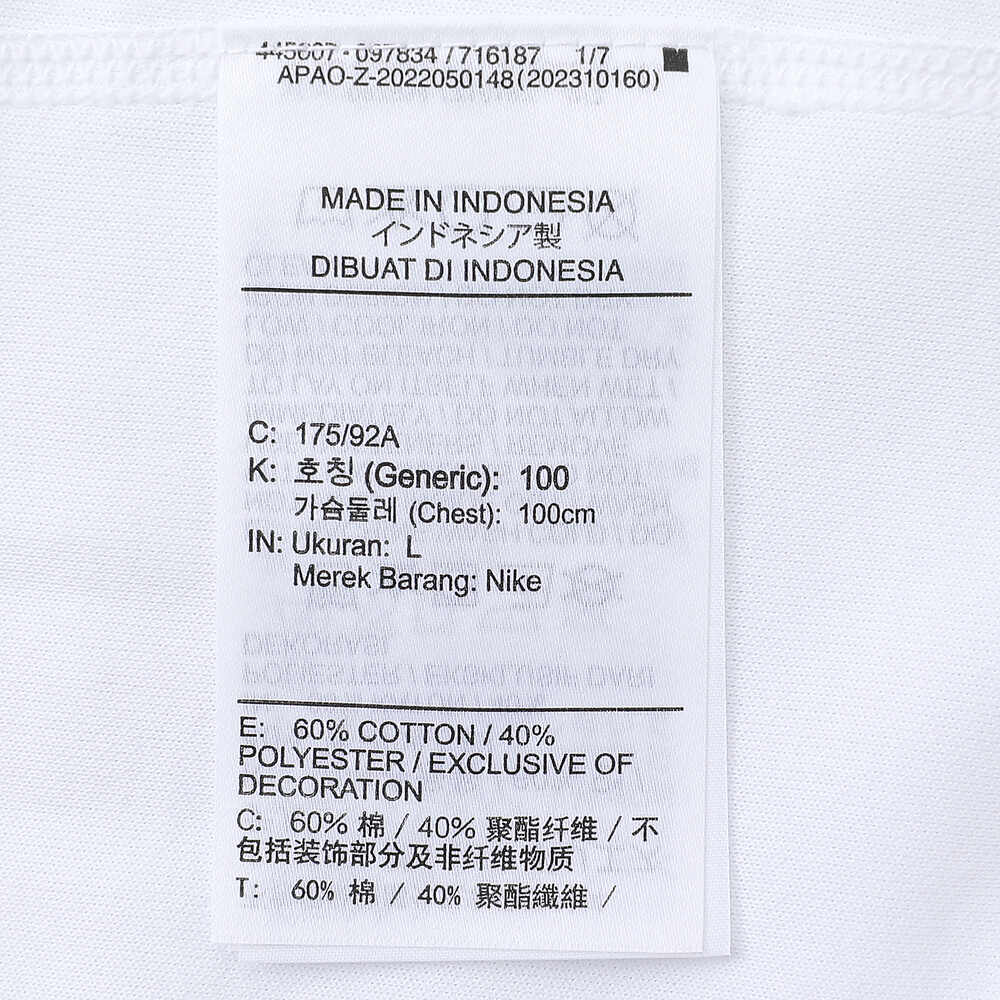 097834 / 716187 1/7
APAO-Z-2022050148(202310160)
MADE IN INDONESIA
インドネシア製
DIBUAT DI INDONESIA
C: 175/92A
K: 호칭 (Generic): 100
가슴둘레 (Chest): 100cm
IN: Ukuran: L
Merek Barang: Nike
E: 60% COTTON / 40%
POLYESTER / EXCLUSIVE OF
DECORATION
C: 60% 棉 / 40% 聚酯纤维 / 不
包括装饰部分及非纤维物质
T: 60% 棉 / 40% 聚酯纖維 /